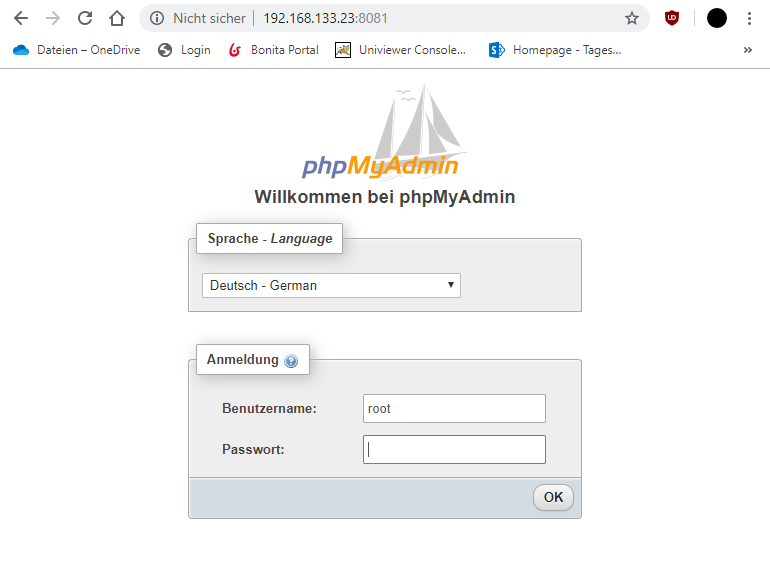 Nicht sicher 192.168.133.23:8081
Dateien – OneDrive Login Bonita Portal Univiewer Console... Homepage - Tages... »
phpMyAdmin
Willkommen bei phpMyAdmin
Sprache - Language
Deutsch - German
Anmeldung
Benutzername: root
Passwort:
OK